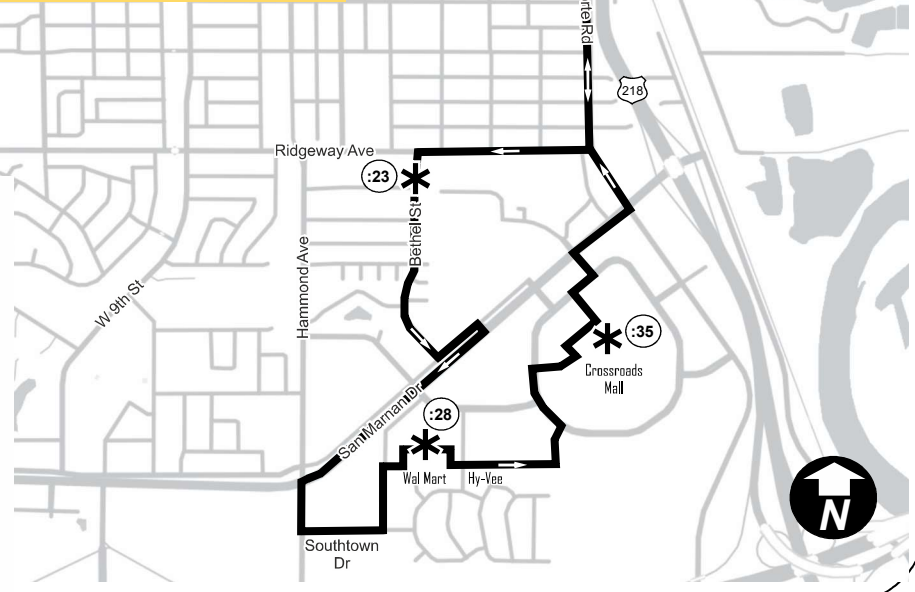 218
Ridgeway Ave
:23
Bethel St
Hammond Ave
W 9th St
:35
Crossroads
Mall
San Marnan Dr
:28
Wal Mart
Hy-Vee
N
Southtown
Dr